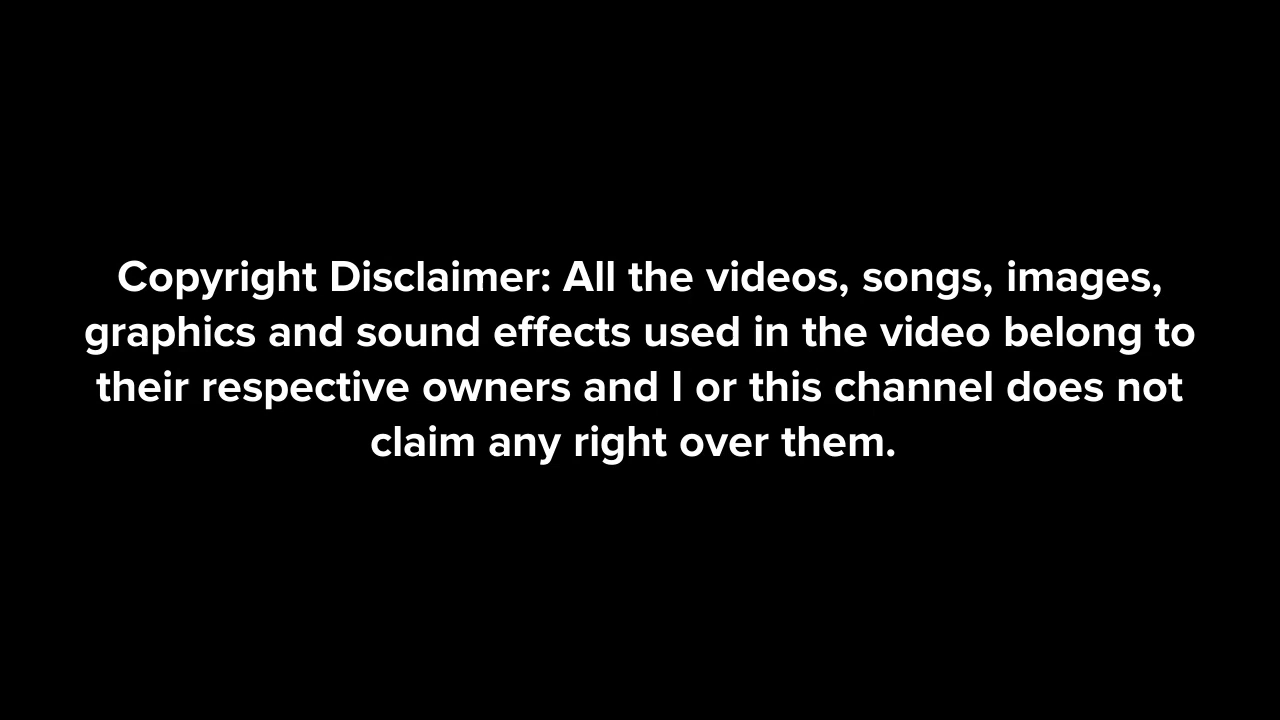 Copyright Disclaimer: All the videos, songs, images,
graphics and sound effects used in the video belong to
their respective owners and I or this channel does not
claim any right over them.